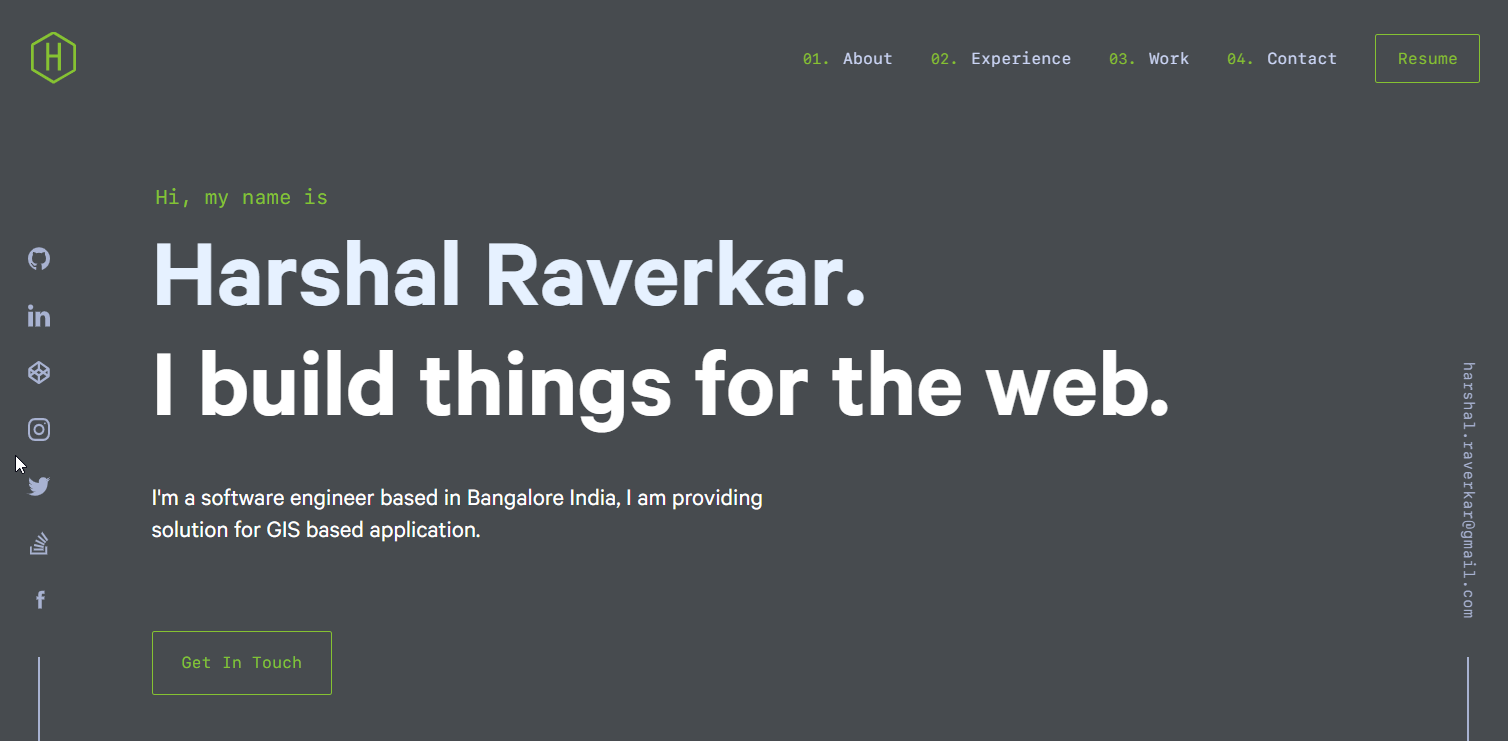 H
01. About 02. Experience 03. Work 04. Contact Resume
Hi, my name is
Harshal Raverkar.
I build things for the web.
I'm a software engineer based in Bangalore India, I am providing
solution for GIS based application.
Get In Touch
harshal.raverkar@gmail.com